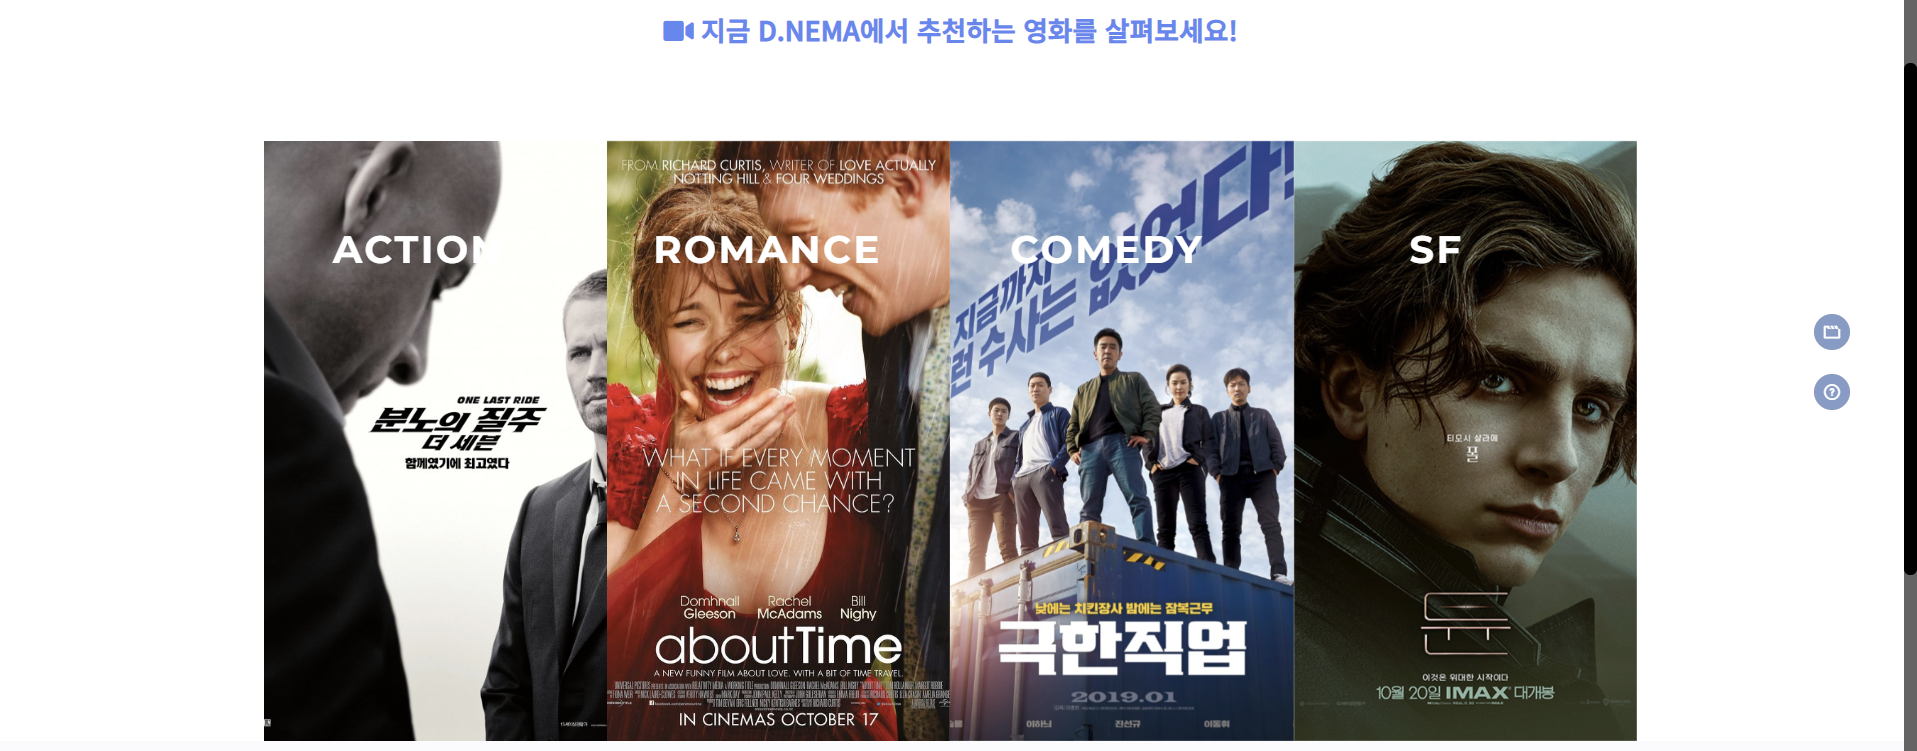 지금 D.NEMA에서 추천하는 영화를 살펴보세요!
ACTION
ONE LAST RIDE
분노의 질주
더 세븐
함께였기에 최고였다
FROM RICHARD CURTIS, WRITER OF LOVE ACTUALLY
NOTTING HILL & FOUR WEDDINGS
ROMANCE
WHAT IF EVERY MOMENT
IN LIFE CAME WITH
A SECOND CHANCE?
Domhnall Gleeson
Rachel McAdams
Bill Nighy
aboutTime
A NEW FUNNY FILM ABOUT LOVE. WITH A BIT OF TIME TRAVEL.
IN CINEMAS OCTOBER 17
COMEDY
지금까지
런 수사는 없었다!
낮에는 치킨장사 밤에는 잠복근무
극한직업
2019.01
이하늬
진선규
이동휘
SF
티모시 샬라메
폴
듄
이것은 위대한 시작이다
10월 20일 IMAX 대개봉